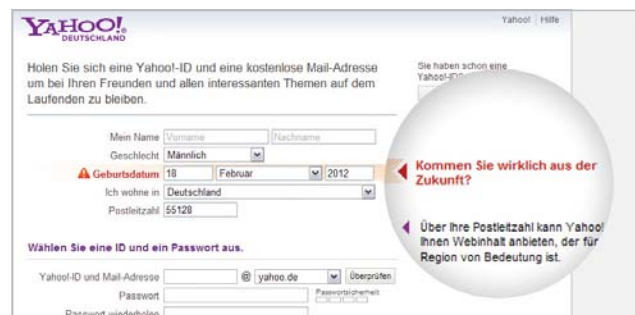 Yahoo! | Hilfe
YAHOO!
DEUTSCHLAND
Holen Sie sich eine Yahoo!-ID und eine kostenlose Mail-Adresse
um bei Ihren Freunden und allen interessanten Themen auf dem
Laufenden zu bleiben.
Sie haben schon eine
Yahoo!-ID?
Mein Name Vorname Nachname
Geschlecht Männlich
Geburtsdatum 18 Februar 2012
Kommen Sie wirklich aus der
Zukunft?
Ich wohne in Deutschland
Postleitzahl 55128
Über Ihre Postleitzahl kann Yahoo!
Ihnen Webinhalt anbieten, der für
Region von Bedeutung ist.
Wählen Sie eine ID und ein Passwort aus.
Yahoo!-ID und Mail-Adresse @ yahoo.de Überprüfen
Passwort Passwortsicherheit
Passwort wiederholen